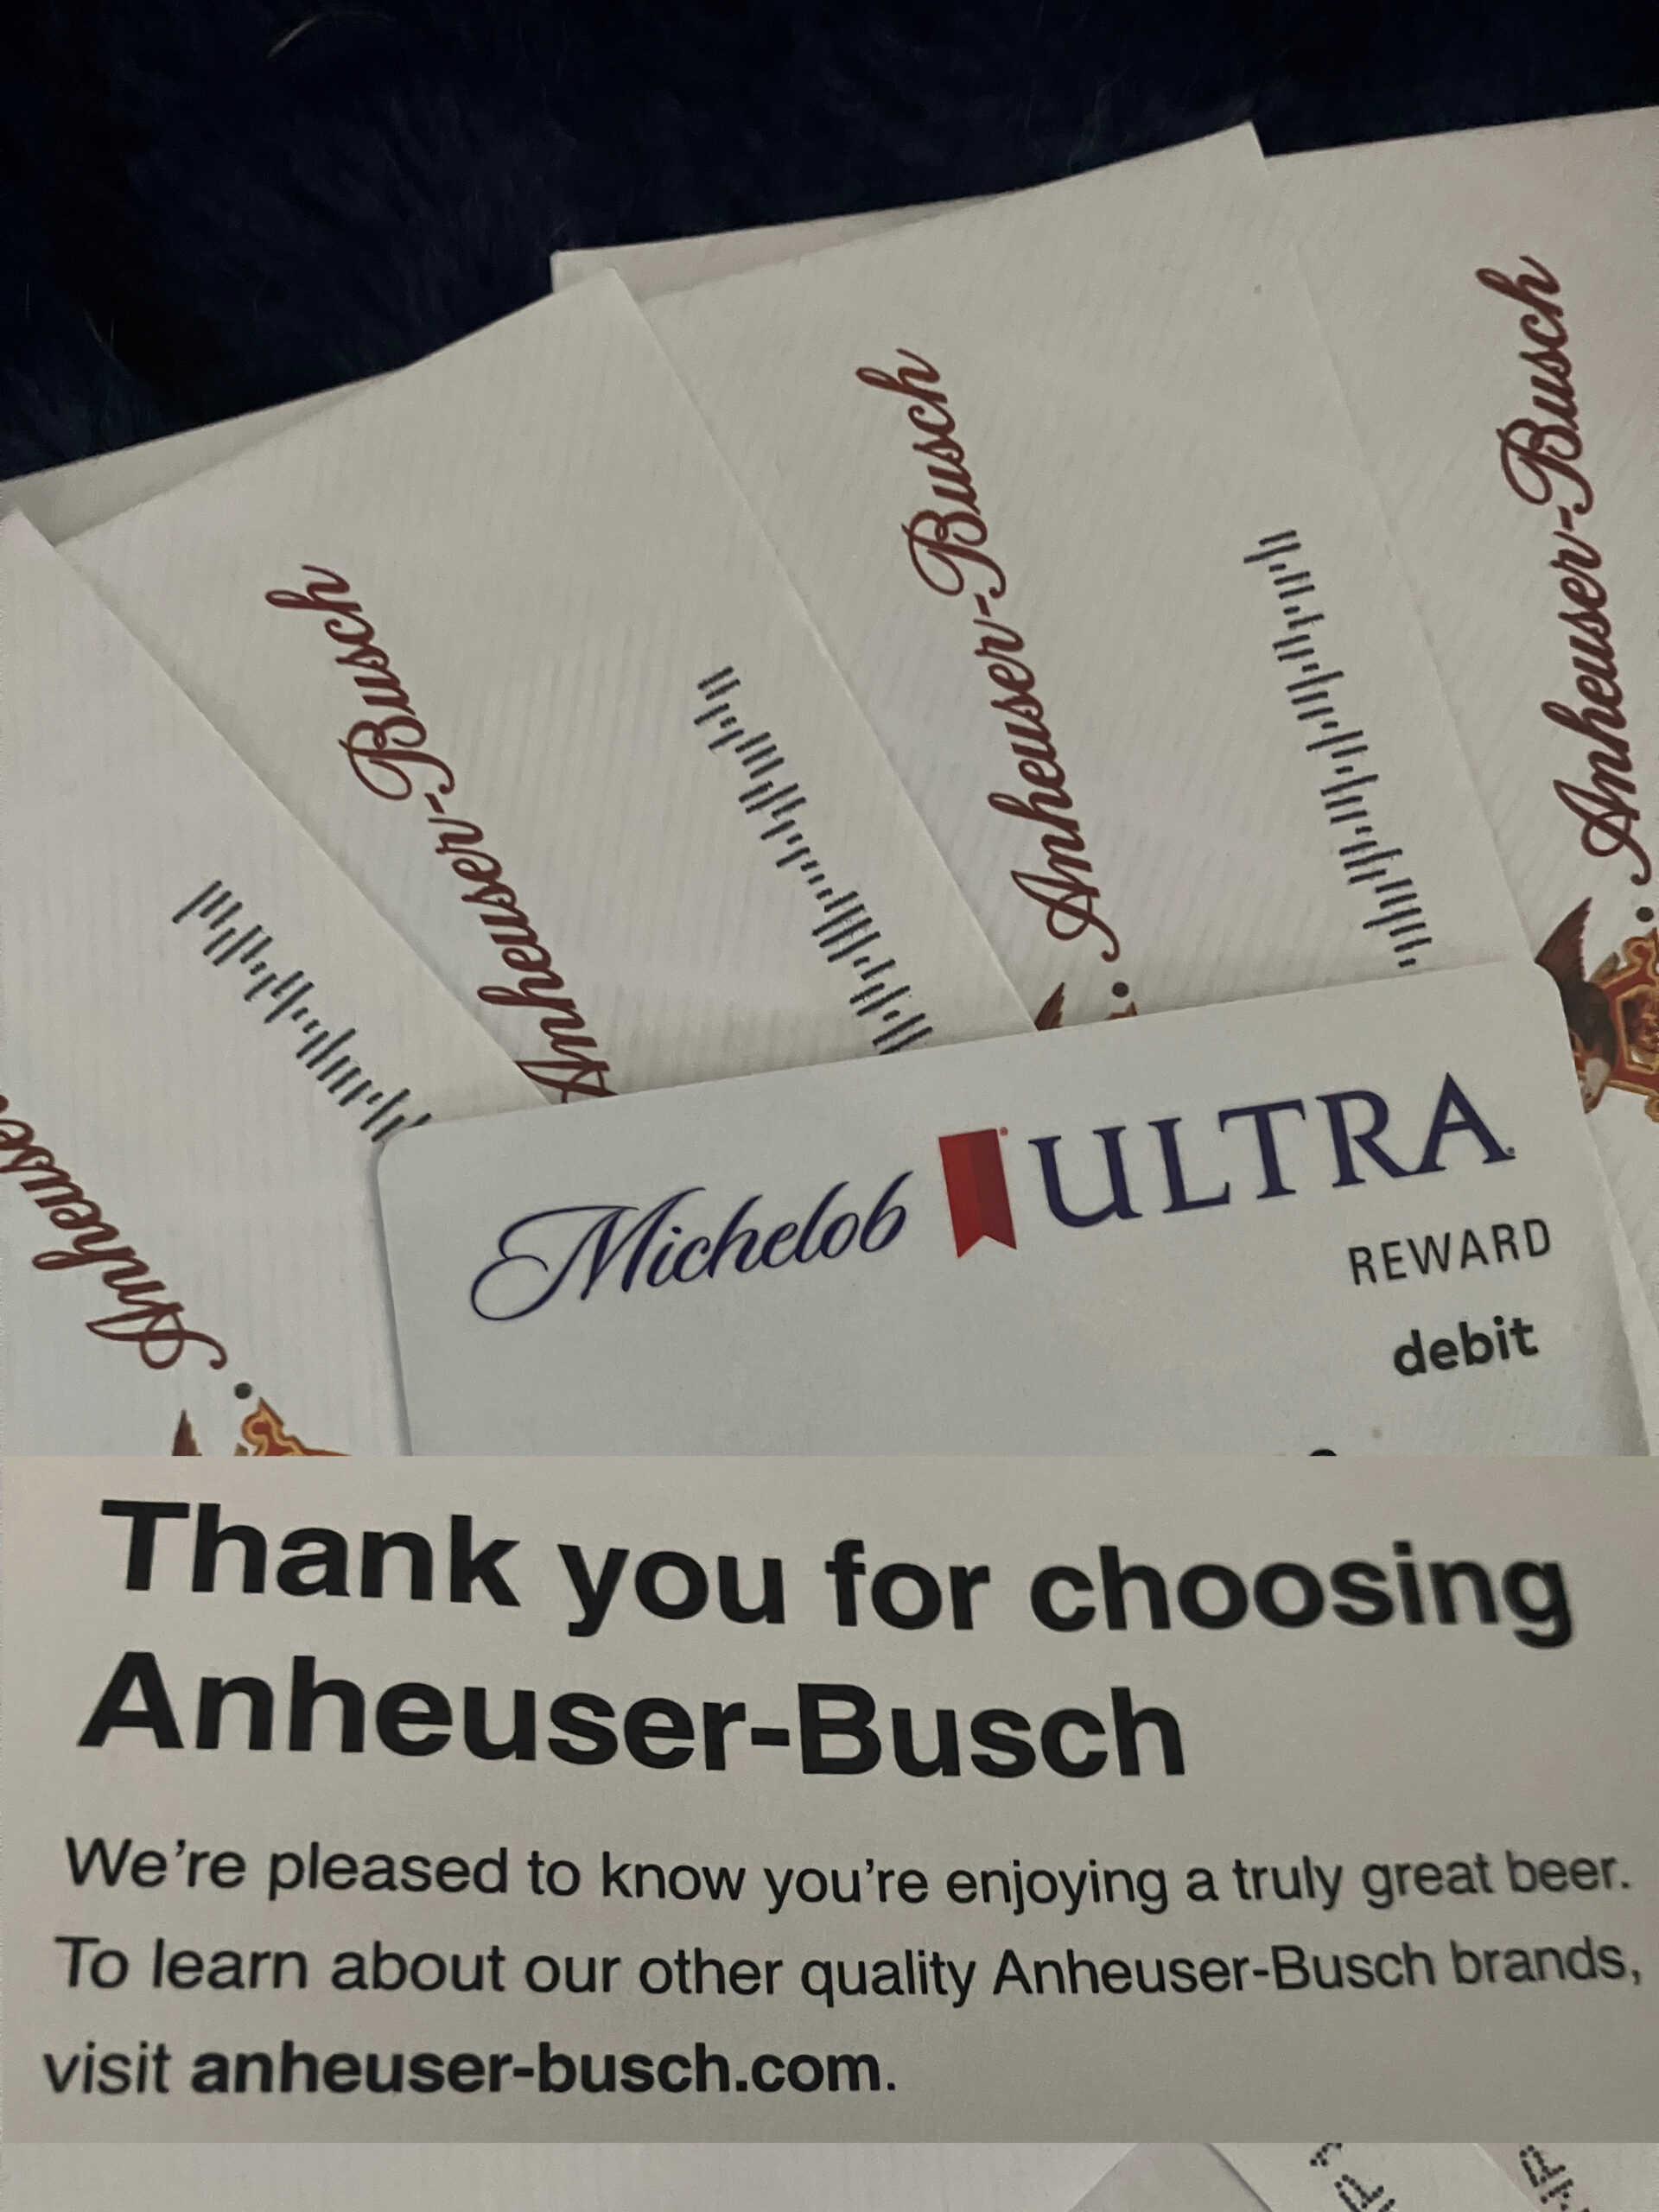 Anheuser-Busch
Anheuser-Busch
Anheuser-Busch
Michelob ULTRA
REWARD
debit
Thank you for choosing
Anheuser-Busch
We're pleased to know you're enjoying a truly great beer.
To learn about our other quality Anheuser-Busch brands,
visit anheuser-busch.com.